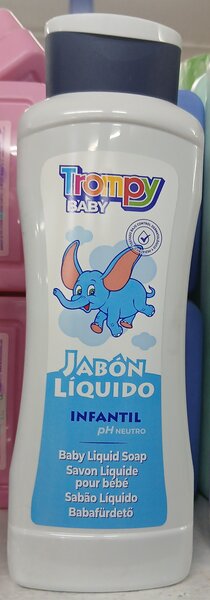 Trompy
BABY
JABÓN
LÍQUIDO
INFANTIL
pH NEUTRO
Baby Liquid Soap
Savon Liquide
pour bébé
Sabão Líquido
Babafürdető